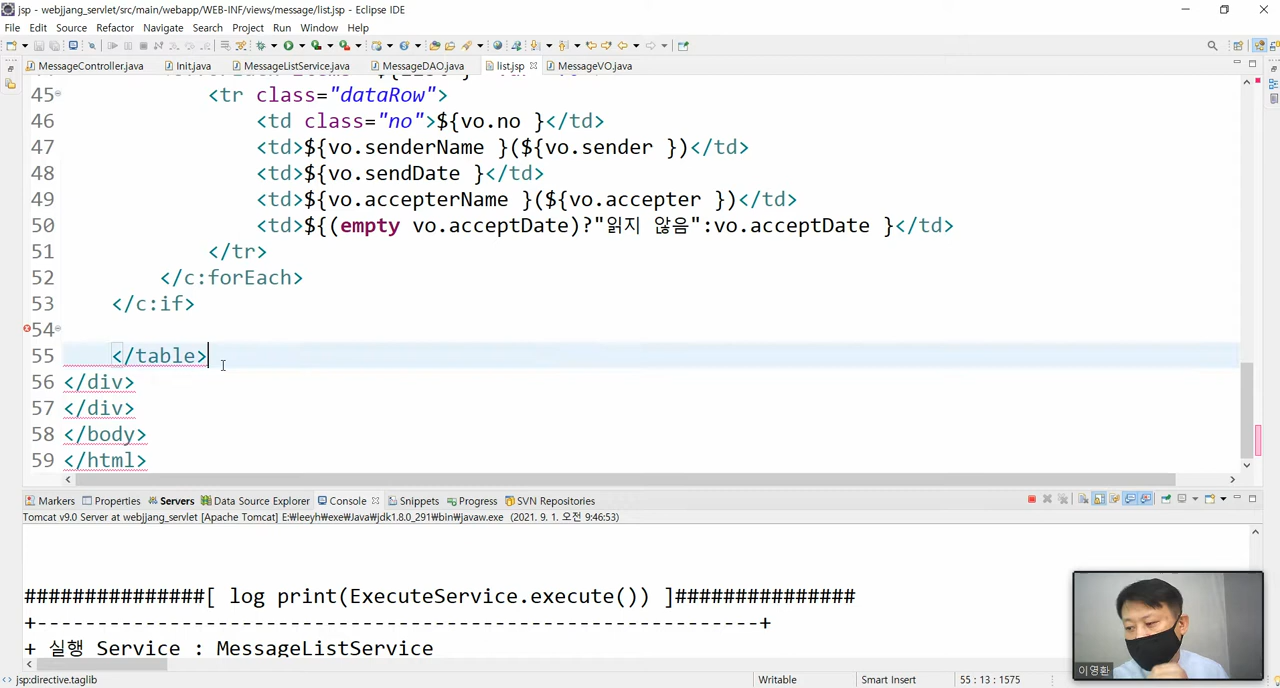 jsp - webjjang_servlet/src/main/webapp/WEB-INF/views/message/list.jsp - Eclipse IDE
File Edit Source Refactor Navigate Search Project Run Window Help
MessageController.java Init.java MessageListService.java MessageDAO.java list.jsp MessageVO.java
45 <tr class="dataRow">
46 <td class="no">${vo.no }</td>
47 <td>${vo.senderName }(${vo.sender })</td>
48 <td>${vo.sendDate }</td>
49 <td>${vo.accepterName }(${vo.accepter })</td>
50 <td>${(empty vo.acceptDate)?"읽지 않음":vo.acceptDate }</td>
51 </tr>
52 </c:forEach>
53 </c:if>
54
55 </table>
56 </div>
57 </div>
58 </body>
59 </html>
Markers Properties Servers Data Source Explorer Console Snippets Progress SVN Repositories
Tomcat v9.0 Server at webjjang_servlet [Apache Tomcat] E:₩leeyh₩exe₩Java₩jdk1.8.0_291₩bin₩javaw.exe (2021. 9. 1. 오전 9:46:53)
###############[ log print(ExecuteService.execute()) ]###############
+----------------------------------------------------------+
+ 실행 Service : MessageListService
이영환
jsp:directive.taglib Writable Smart Insert 55 : 13 : 1575